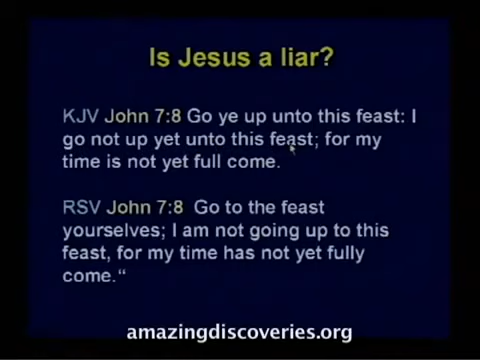 Is Jesus a liar?
KJV John 7:8 Go ye up unto this feast: I
go not up yet unto this feast; for my
time is not yet full come.
RSV John 7:8  Go to the feast
yourselves; I am not going up to this
feast, for my time has not yet fully
come.“
amazingdiscoveries.org